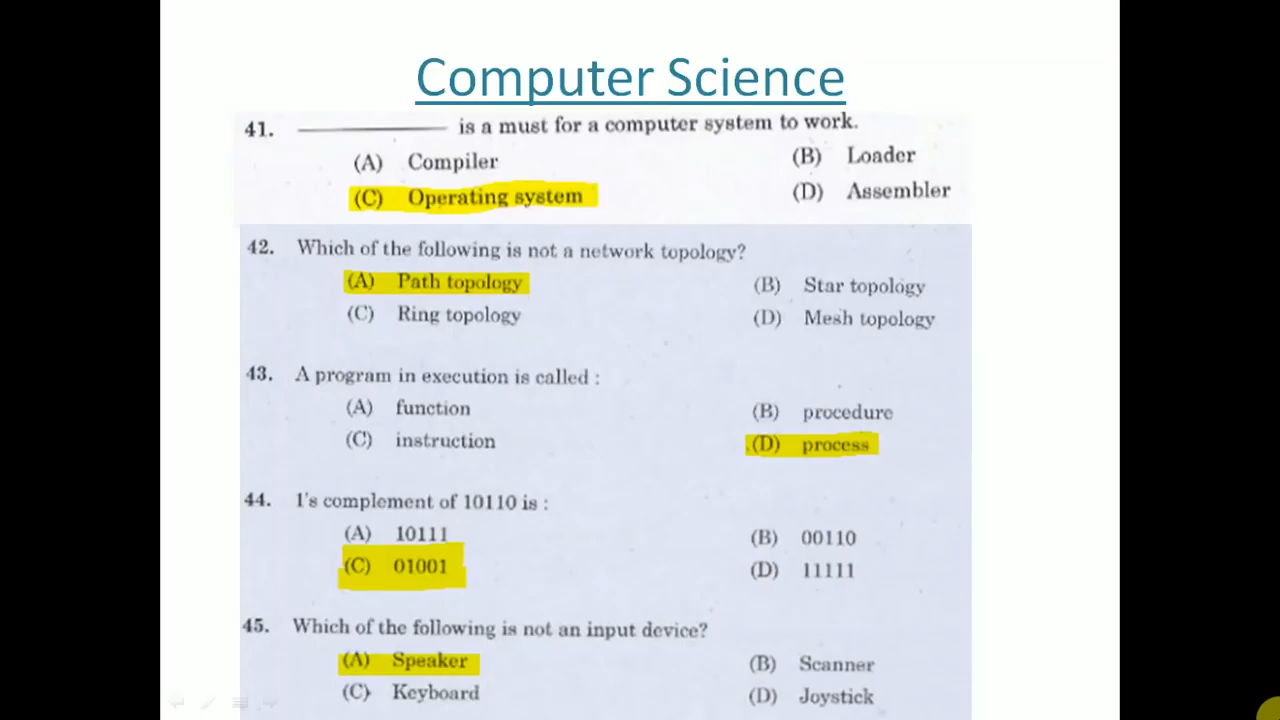 Computer Science
41. ____________ is a must for a computer system to work.
(A) Compiler (B) Loader
(C) Operating system (D) Assembler
42. Which of the following is not a network topology?
(A) Path topology (B) Star topology
(C) Ring topology (D) Mesh topology
43. A program in execution is called :
(A) function (B) procedure
(C) instruction (D) process
44. 1's complement of 10110 is :
(A) 10111 (B) 00110
(C) 01001 (D) 11111
45. Which of the following is not an input device?
(A) Speaker (B) Scanner
(C) Keyboard (D) Joystick